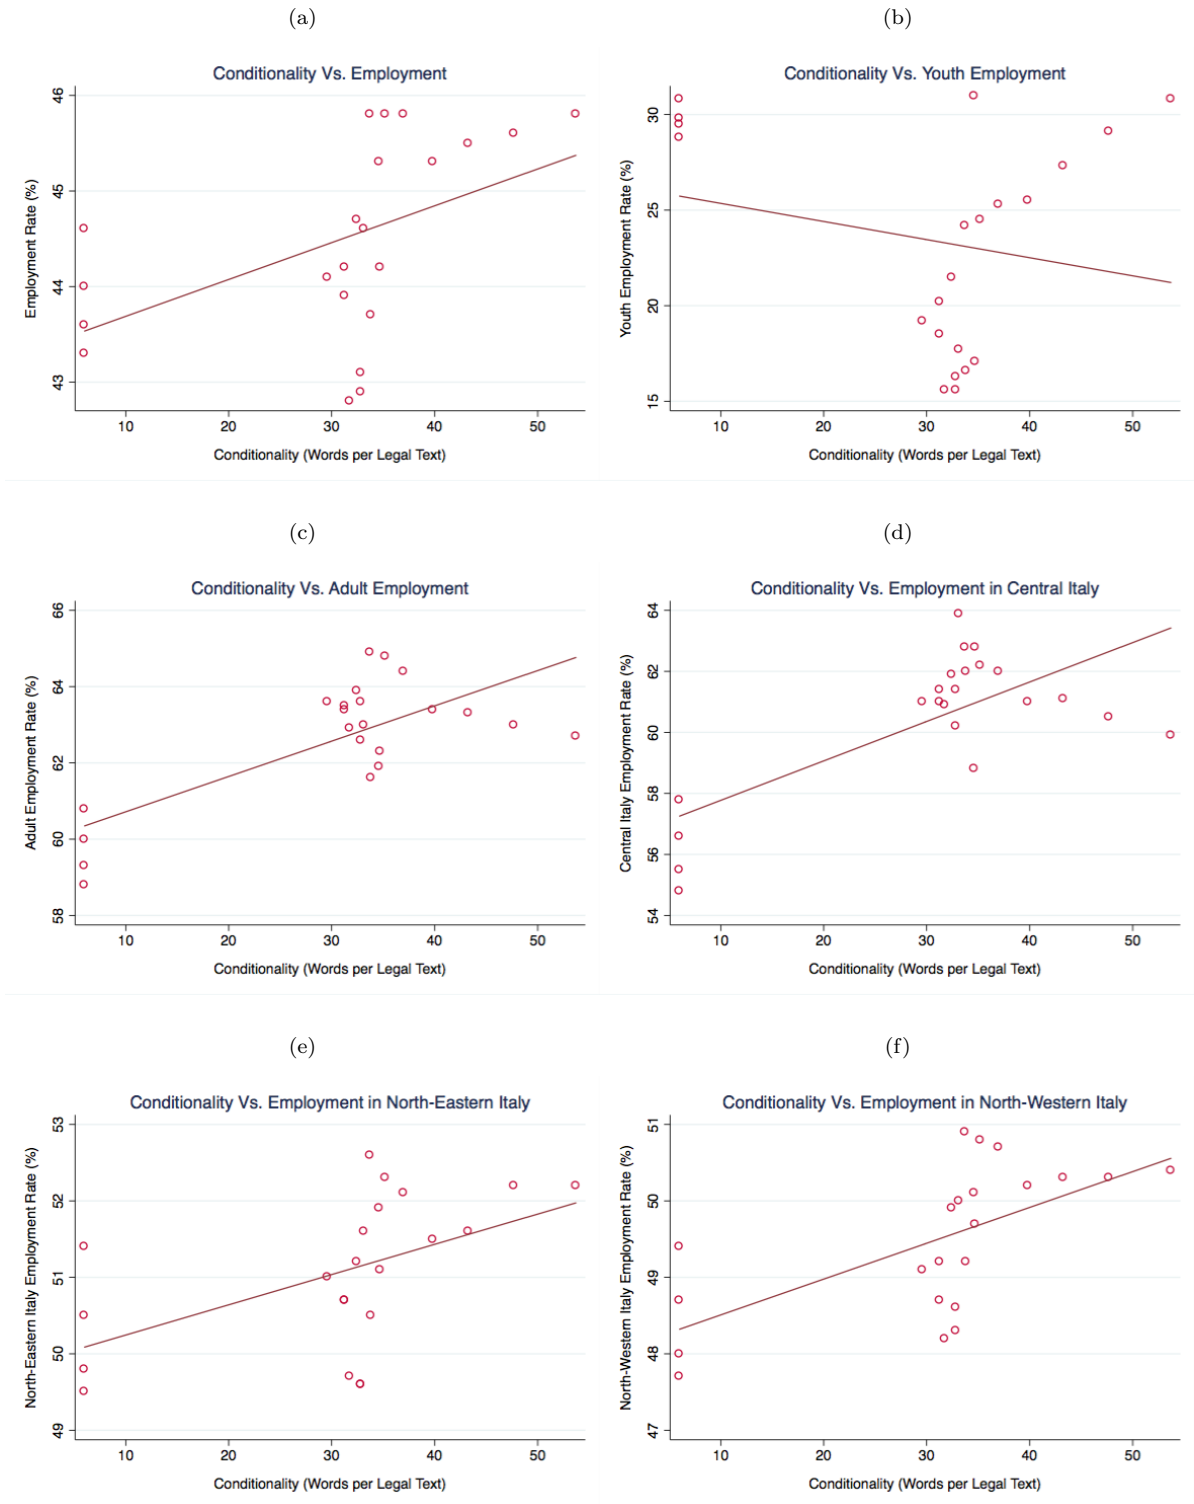 (a)
Conditionality Vs. Employment
Employment Rate (%)
46
45
44
43
10 20 30 40 50
Conditionality (Words per Legal Text)
(b)
Conditionality Vs. Youth Employment
Youth Employment Rate (%)
30
25
20
15
10 20 30 40 50
Conditionality (Words per Legal Text)
(c)
Conditionality Vs. Adult Employment
Adult Employment Rate (%)
66
64
62
60
58
10 20 30 40 50
Conditionality (Words per Legal Text)
(d)
Conditionality Vs. Employment in Central Italy
Central Italy Employment Rate (%)
64
62
60
58
56
54
10 20 30 40 50
Conditionality (Words per Legal Text)
(e)
Conditionality Vs. Employment in North-Eastern Italy
North-Eastern Italy Employment Rate (%)
53
52
51
50
49
10 20 30 40 50
Conditionality (Words per Legal Text)
(f)
Conditionality Vs. Employment in North-Western Italy
North-Western Italy Employment Rate (%)
51
50
49
48
47
10 20 30 40 50
Conditionality (Words per Legal Text)